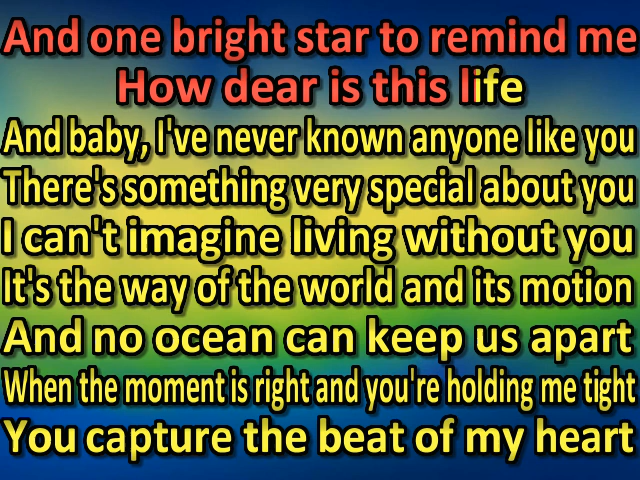 And one bright star to remind me
How dear is this life
And baby, I've never known anyone like you
There's something very special about you
I can't imagine living without you
It's the way of the world and its motion
And no ocean can keep us apart
When the moment is right and you're holding me tight
You capture the beat of my heart